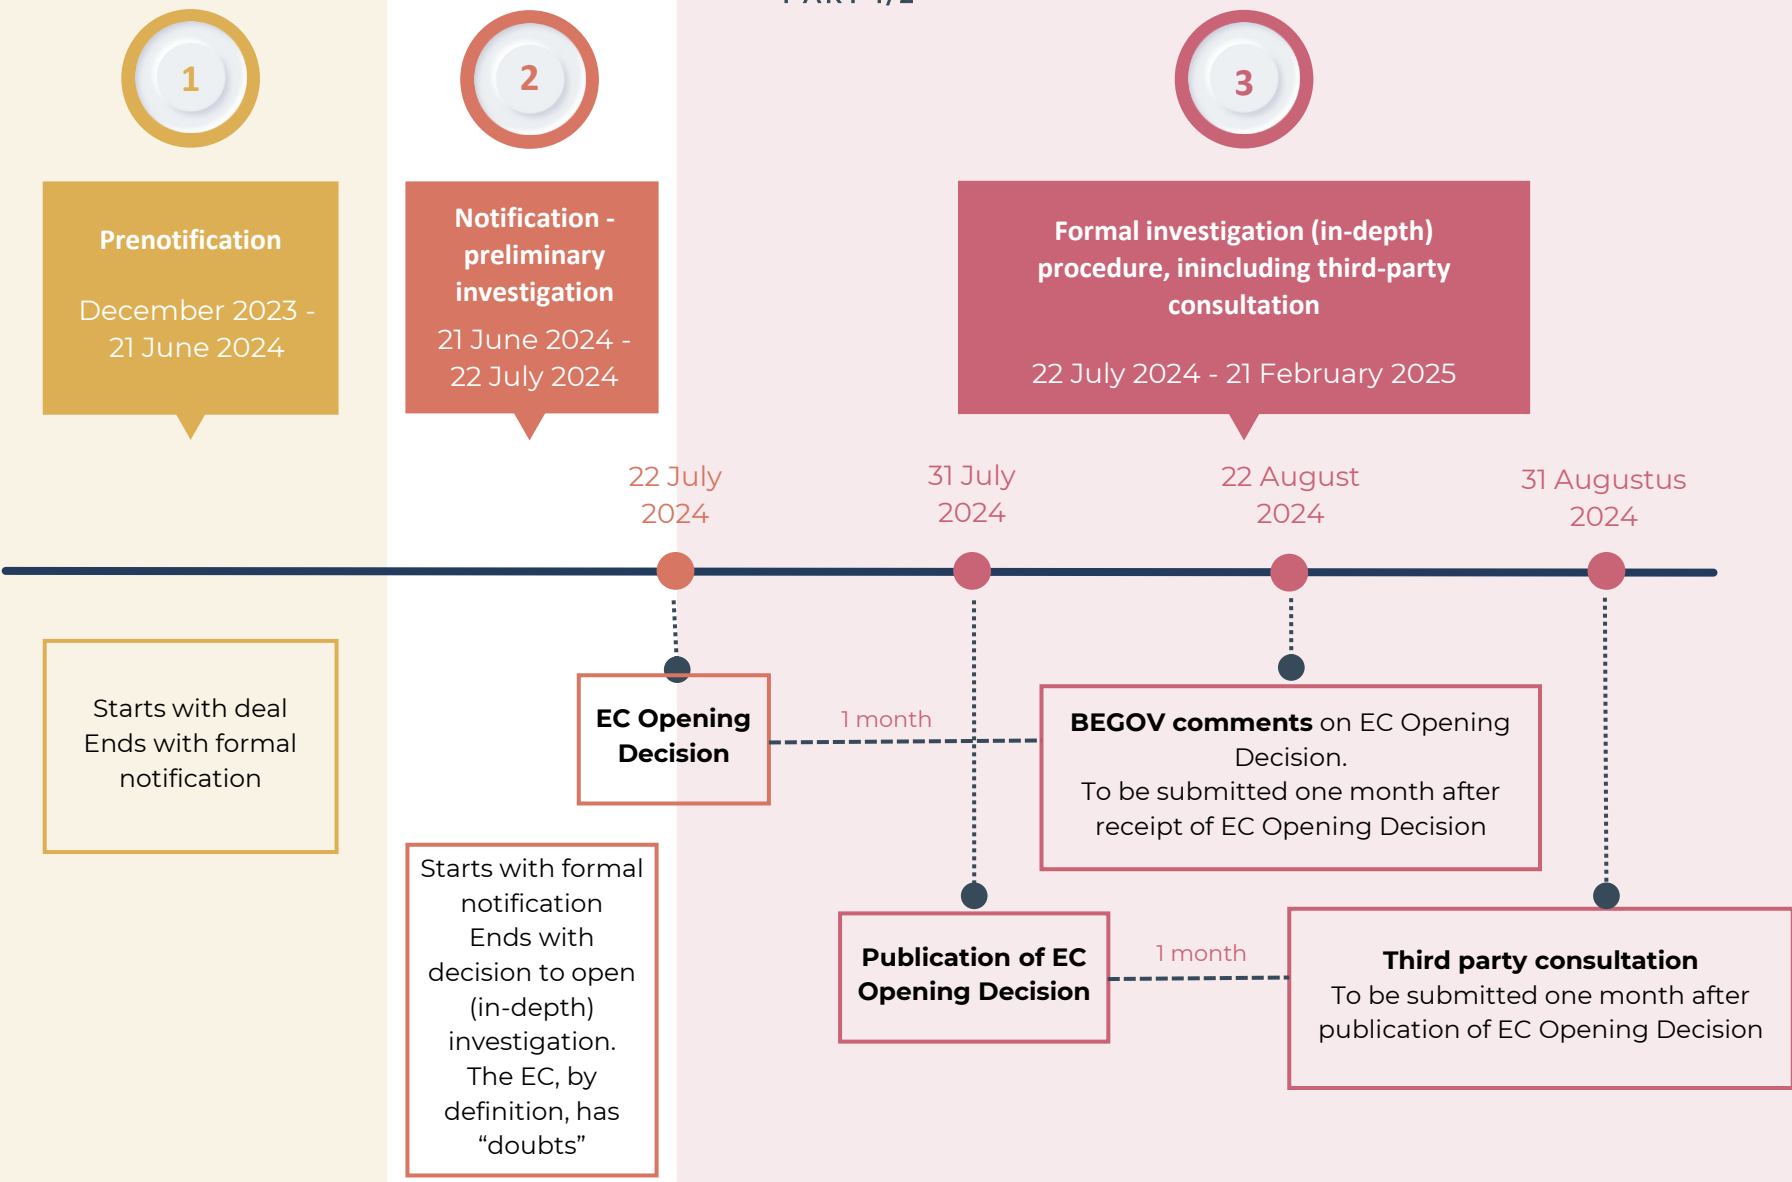 PART 1/2
1
2
3
Prenotification
December 2023 -
21 June 2024
Notification -
preliminary
investigation
21 June 2024 -
22 July 2024
Formal investigation (in-depth)
procedure, inincluding third-party
consultation
22 July 2024 - 21 February 2025
22 July
2024
31 July
2024
22 August
2024
31 Augustus
2024
Starts with deal
Ends with formal
notification
EC Opening
Decision
1 month
BEGOV comments on EC Opening
Decision.
To be submitted one month after
receipt of EC Opening Decision
Starts with formal
notification
Ends with
decision to open
(in-depth)
investigation.
The EC, by
definition, has
“doubts”
Publication of EC
Opening Decision
1 month
Third party consultation
To be submitted one month after
publication of EC Opening Decision